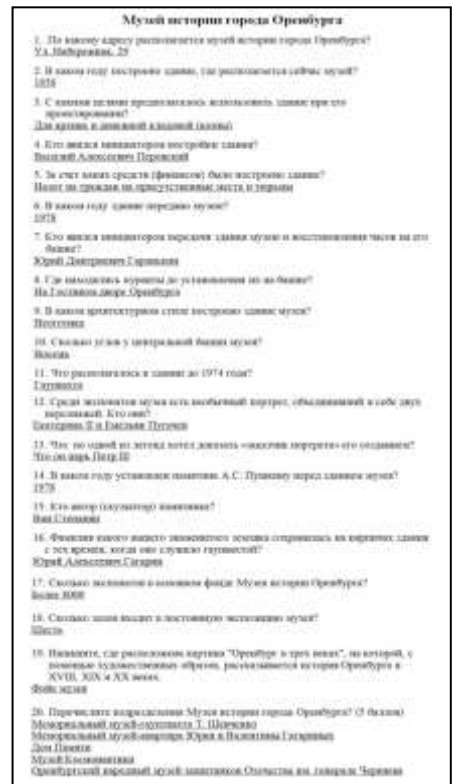 Музей истории города Оренбурга
1. По какому адресу располагается музей истории города Оренбурга?
Ул. Набережная, 29
2. В каком году построено здание, где располагается сейчас музей?
3. С какими целями предполагалось использовать здание при его
проектировании?
Для архива и денежной кладовой (казны)
4. Кто явился инициатором постройки здания?
Василий Алексеевич Перовский
5. За счет каких средств (финансов) было построено здание?
Налог на граждан на присутственные места и тюрьмы
6. В каком году здание передано музею?
1978
7. Кто явился инициатором передачи здания музею и восстановления часов на его
башне?
Юрий Дмитриевич Гаранькин
8. Где находились куранты до установления их на башне?
На Гостином дворе Оренбурга
9. В каком архитектурном стиле построено здание музея?
Неоготика
10. Сколько углов у центральной башни музея?
Восемь
11. Что располагалось в здании до 1974 года?
Гауптвахта
12. Среди экспонатов музея есть необычный портрет, объединивший в себе двух
персонажей. Кто они?
Екатерина II и Емельян Пугачев
13. Что по одной из легенд хотел доказать «заказчик портрета» его созданием?
Что он царь Петр III
14. В каком году установлен памятник А.С. Пушкину перед зданием музея?
15. Кто автор (скульптор) памятника?
16. Фамилия какого нашего знаменитого земляка сохранилась на кирпичах здания
с тех времен, когда оно служило гауптвахтой?
Юрий Алексеевич Гагарин
17. Сколько экспонатов в основном фонде Музея истории Оренбурга?
Более 8000
18. Сколько залов входит в постоянную экспозицию музея?
Шесть
19. Напишите, где расположена картина "Оренбург в трех веках", на которой, с
помощью художественных образов, рассказывается история Оренбурга в
XVIII, XIX и XX веках.
Фойе музея
20. Перечислите подразделения Музея истории города Оренбурга? (5 баллов)
Мемориальный музей-гауптвахта Т. Шевченко
Мемориальный музей-квартира Юрия и Валентины Гагариных
Дом Памяти
Музей Космонавтики
Оренбургский народный музей защитников Отечества им. генерала Чернова